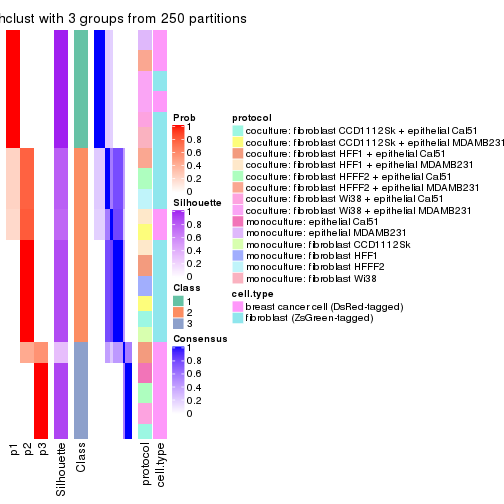 hclust with 3 groups from 250 partitions
p1
p2
p3
Silhouette
Class
protocol
cell.type
Prob
1
0.8
0.6
0.4
0.2
0
Silhouette
1
0.8
0.6
0.4
0.2
0
Class
1
2
3
Consensus
1
0.8
0.6
0.4
0.2
0
protocol
coculture: fibroblast CCD1112Sk + epithelial Cal51
coculture: fibroblast CCD1112Sk + epithelial MDAMB231
coculture: fibroblast HFF1 + epithelial Cal51
coculture: fibroblast HFF1 + epithelial MDAMB231
coculture: fibroblast HFFF2 + epithelial Cal51
coculture: fibroblast HFFF2 + epithelial MDAMB231
coculture: fibroblast Wi38 + epithelial Cal51
coculture: fibroblast Wi38 + epithelial MDAMB231
monoculture: epithelial Cal51
monoculture: epithelial MDAMB231
monoculture: fibroblast CCD1112Sk
monoculture: fibroblast HFF1
monoculture: fibroblast HFFF2
monoculture: fibroblast Wi38
cell.type
breast cancer cell (DsRed-tagged)
fibroblast (ZsGreen-tagged)